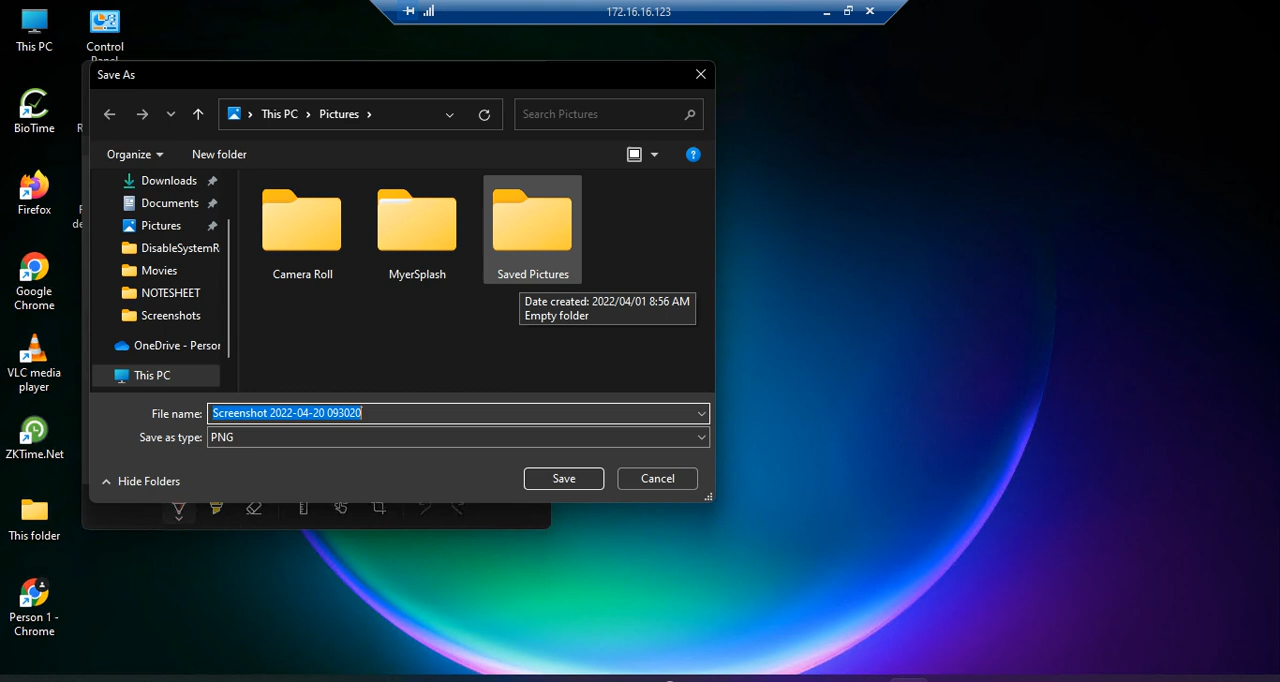 172.16.16.123
This PC
Control
BioTime
Firefox
Google
Chrome
VLC media
player
ZKTime.Net
This folder
Person 1 -
Chrome
Save As
This PC
Pictures
Search Pictures
Organize
New folder
Downloads
Documents
Pictures
DisableSystemR
Movies
NOTESHEET
Screenshots
OneDrive - Person
This PC
Camera Roll
MyerSplash
Saved Pictures
Date created: 2022/04/01 8:56 AM
Empty folder
File name: Screenshot 2022-04-20 093020
Save as type: PNG
Hide Folders
Save
Cancel